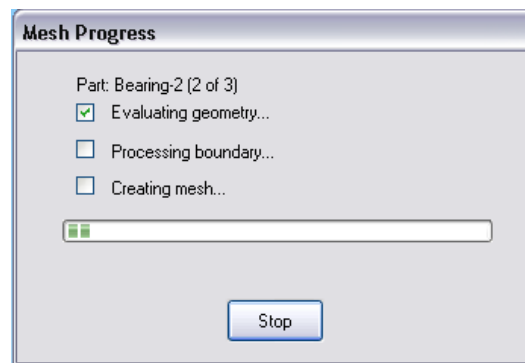 Mesh Progress
Part: Bearing-2 (2 of 3)
Evaluating geometry...
Processing boundary...
Creating mesh...
Stop